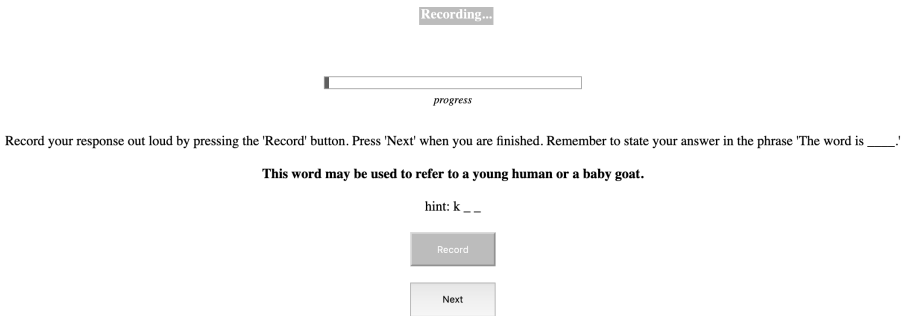 Recording...
progress
Record your response out loud by pressing the 'Record' button. Press 'Next' when you are finished. Remember to state your answer in the phrase 'The word is ____.'
This word may be used to refer to a young human or a baby goat.
hint: k _ _
Record
Next